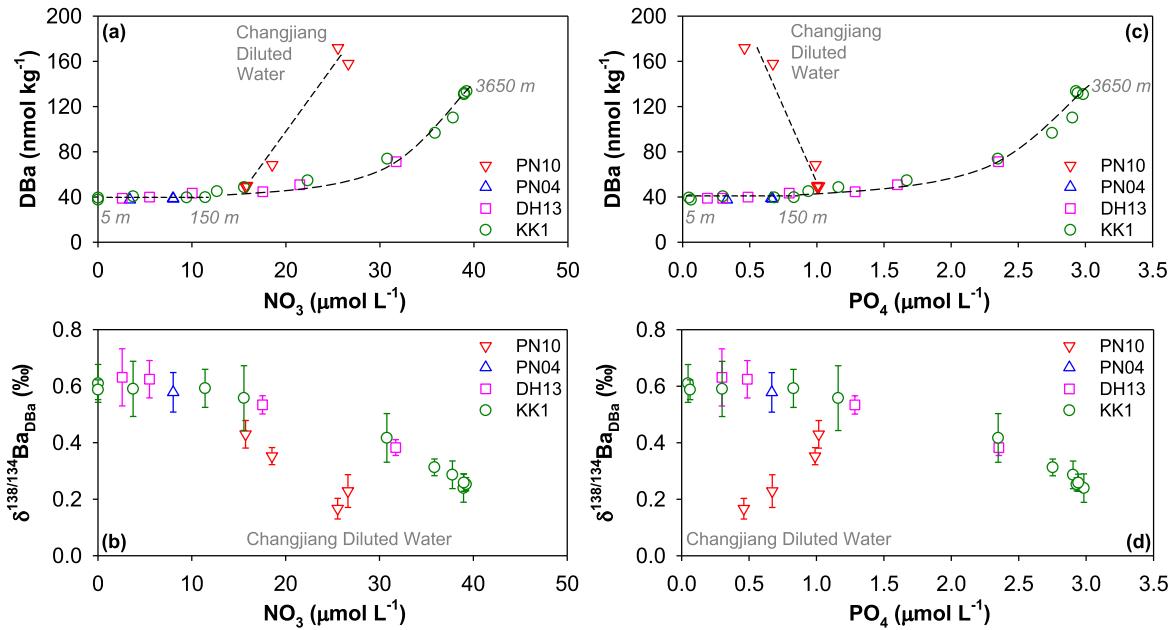 (a)
DBa (nmol kg⁻¹)
200
160
120
80
40
0
Changjiang
Diluted
Water
3650 m
5 m
150 m
PN10
PN04
DH13
KK1
0 10 20 30 40 50
NO₃ (μmol L⁻¹)
(c)
DBa (nmol kg⁻¹)
200
160
120
80
40
0
Changjiang
Diluted
Water
3650 m
5 m
150 m
PN10
PN04
DH13
KK1
0.0 0.5 1.0 1.5 2.0 2.5 3.0 3.5
PO₄ (μmol L⁻¹)
(b)
δ¹³⁸/¹³⁴Ba_DBa (‰)
0.8
0.6
0.4
0.2
0.0
PN10
PN04
DH13
KK1
Changjiang Diluted Water
0 10 20 30 40 50
NO₃ (μmol L⁻¹)
(d)
δ¹³⁸/¹³⁴Ba_DBa (‰)
0.8
0.6
0.4
0.2
0.0
PN10
PN04
DH13
KK1
Changjiang Diluted Water
0.0 0.5 1.0 1.5 2.0 2.5 3.0 3.5
PO₄ (μmol L⁻¹)